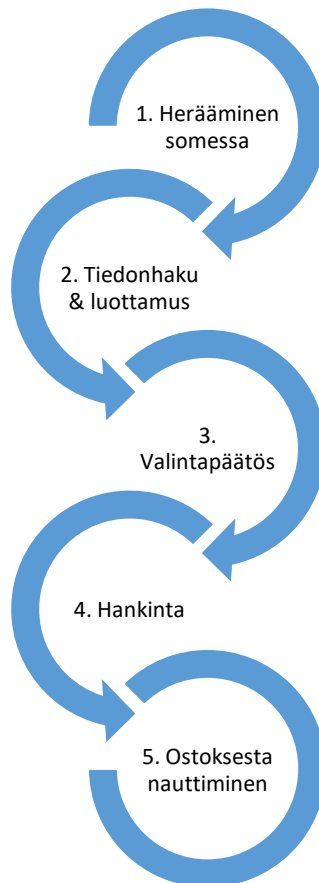 1. Herääminen
somessa
2. Tiedonhaku
& luottamus
3.
Valintapäätös
4. Hankinta
5. Ostoksesta
nauttiminen